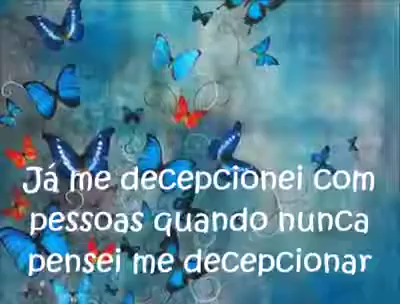 Já me decepcionei com
pessoas quando nunca
pensei me decepcionar